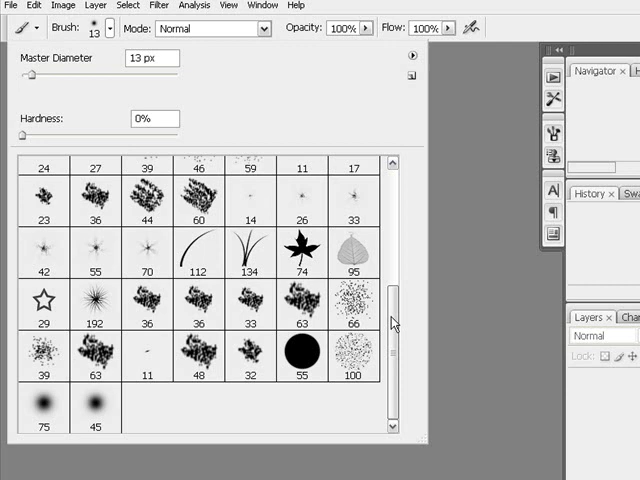 File Edit Image Layer Select Filter Analysis View Window Help
Brush: 13 Mode: Normal Opacity: 100% Flow: 100%
Master Diameter 13 px
Hardness: 0%
24 27 39 46 59 11 17
23 36 44 60 14 26 33
42 55 70 112 134 74 95
29 192 36 36 33 63 66
39 63 11 48 32 55 100
75 45
Navigator x H
History x Swa
A
Layers x Chan
Normal
Lock: